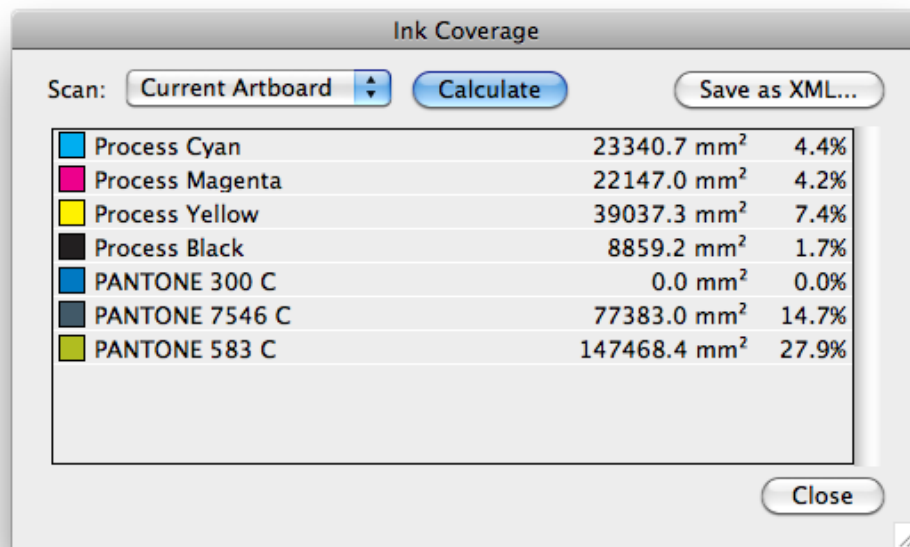 Ink Coverage
Scan: Current Artboard Calculate Save as XML...
Process Cyan 23340.7 mm² 4.4%
Process Magenta 22147.0 mm² 4.2%
Process Yellow 39037.3 mm² 7.4%
Process Black 8859.2 mm² 1.7%
PANTONE 300 C 0.0 mm² 0.0%
PANTONE 7546 C 77383.0 mm² 14.7%
PANTONE 583 C 147468.4 mm² 27.9%
Close